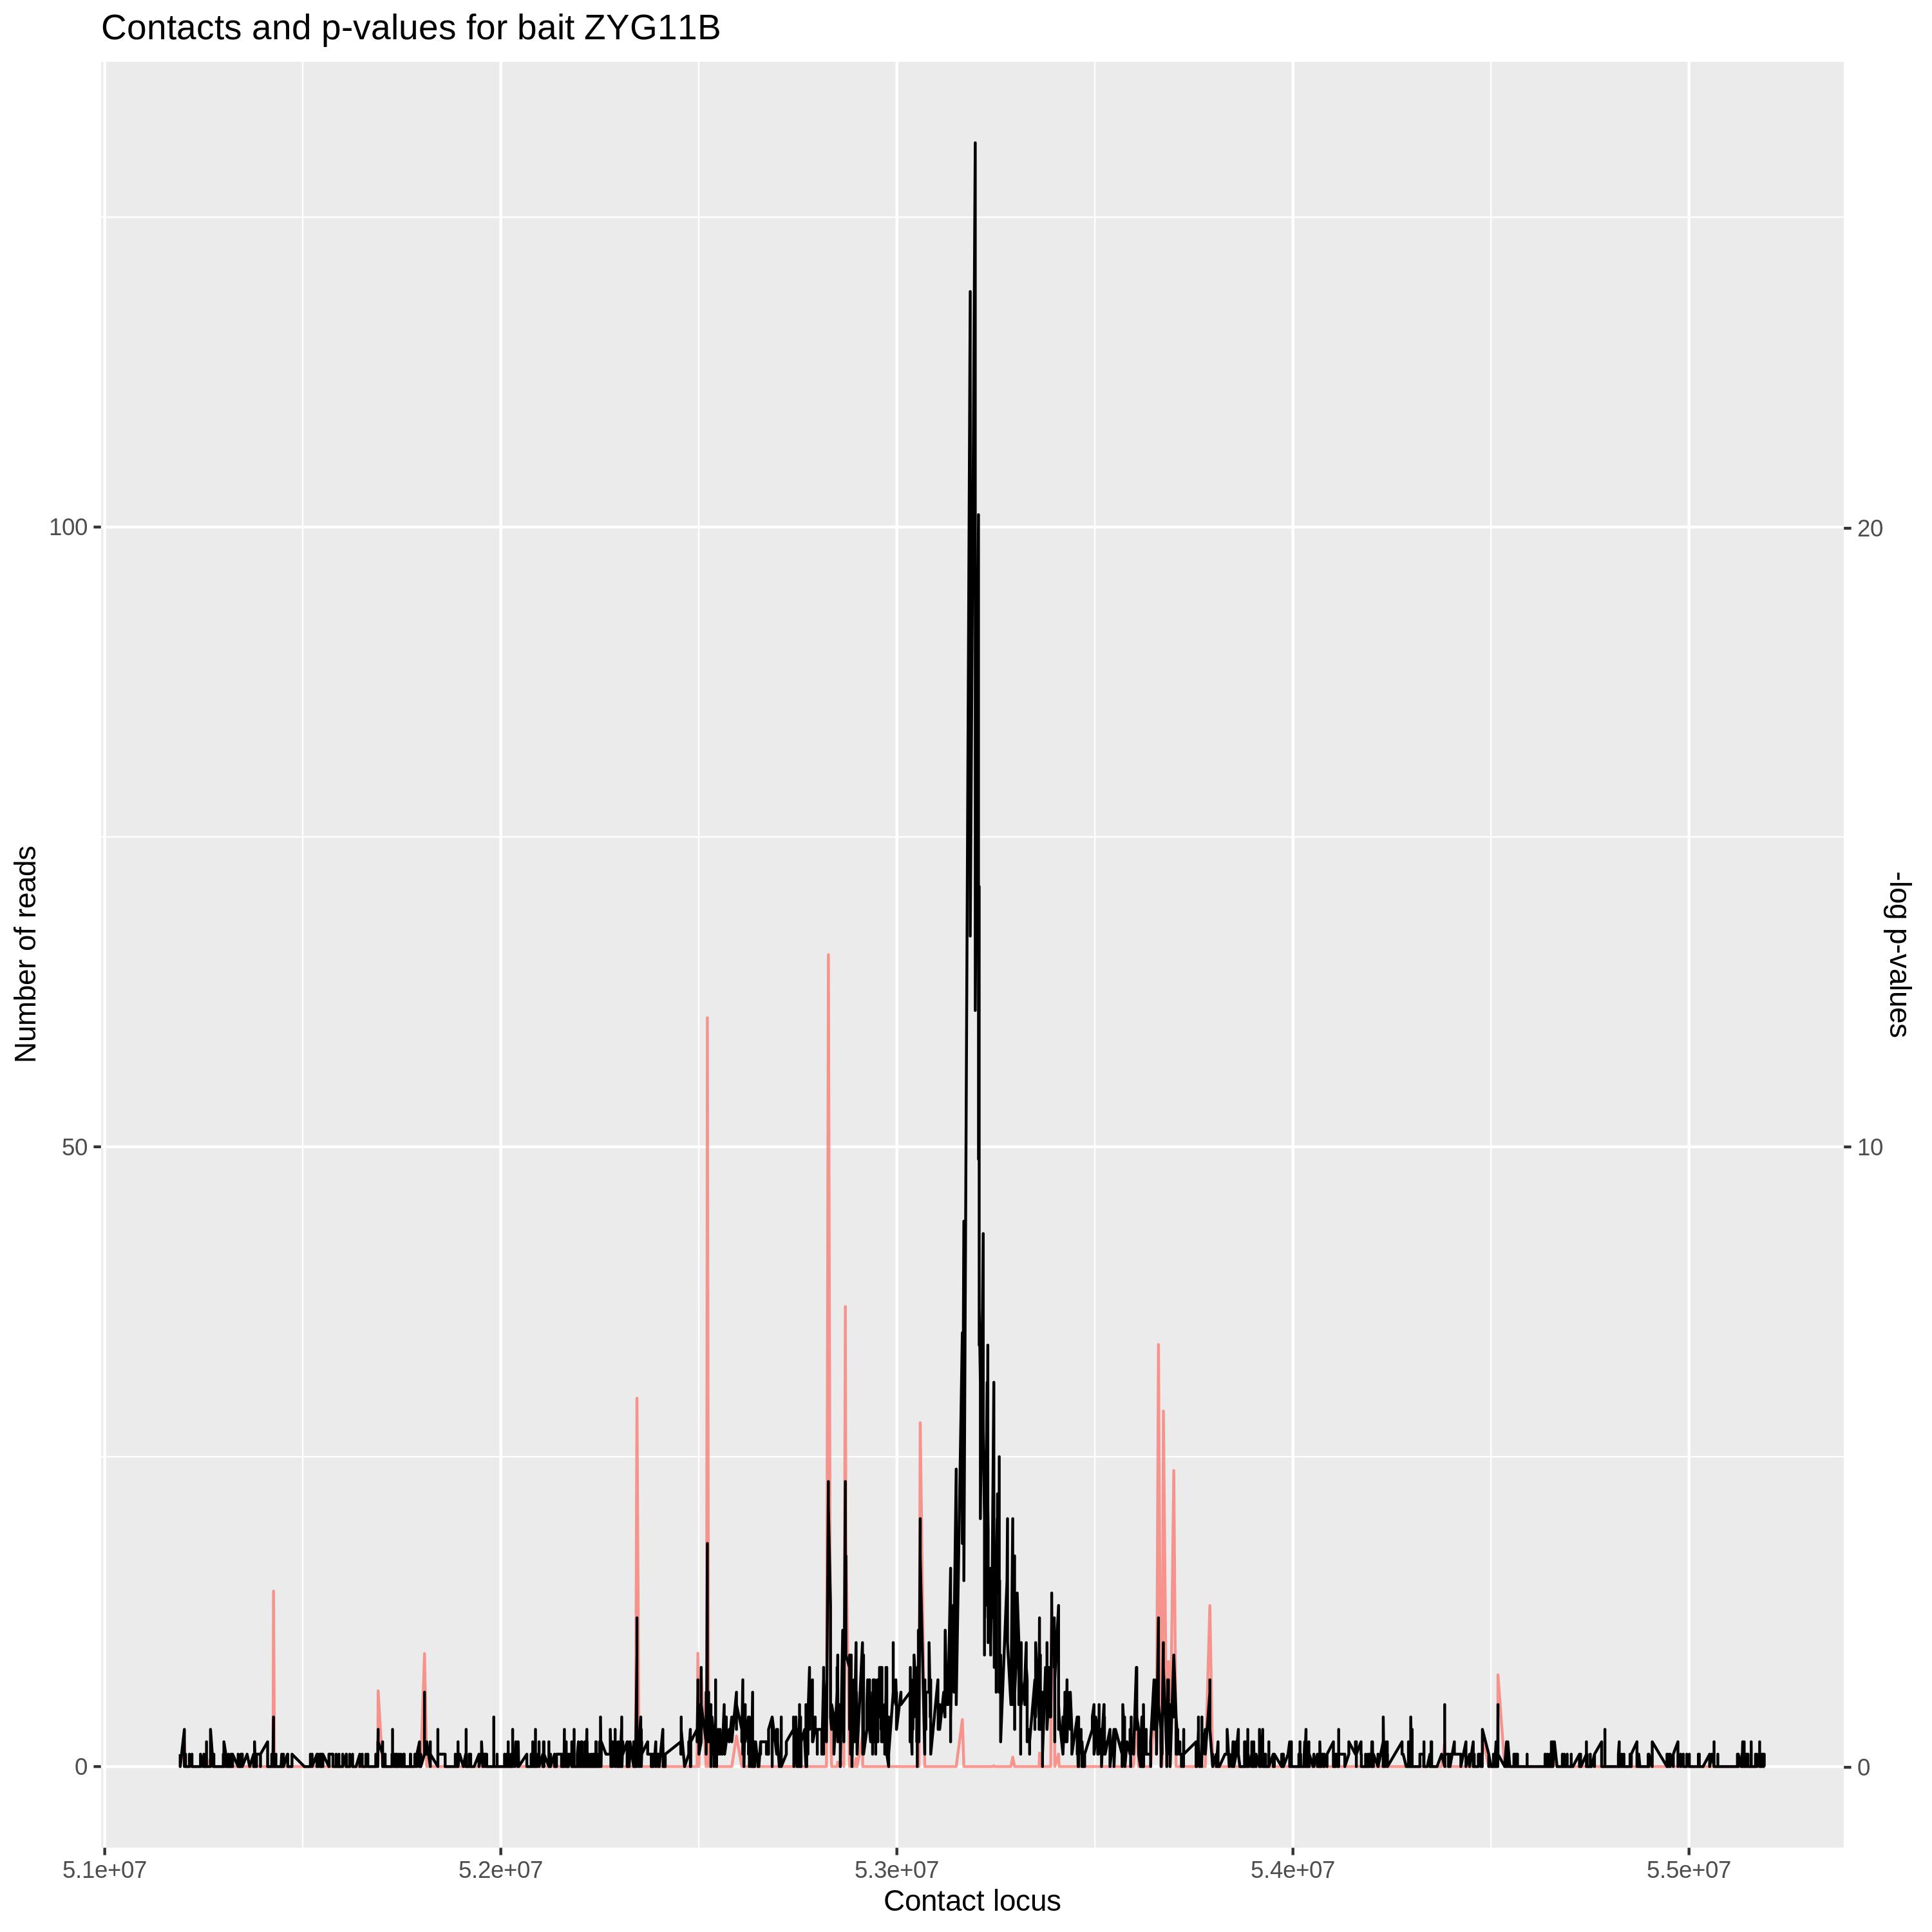 Contacts and p-values for bait ZYG11B
Number of reads
100
50
0
20
10
0
-log p-values
5.1e+07
5.2e+07
5.3e+07
5.4e+07
5.5e+07
Contact locus